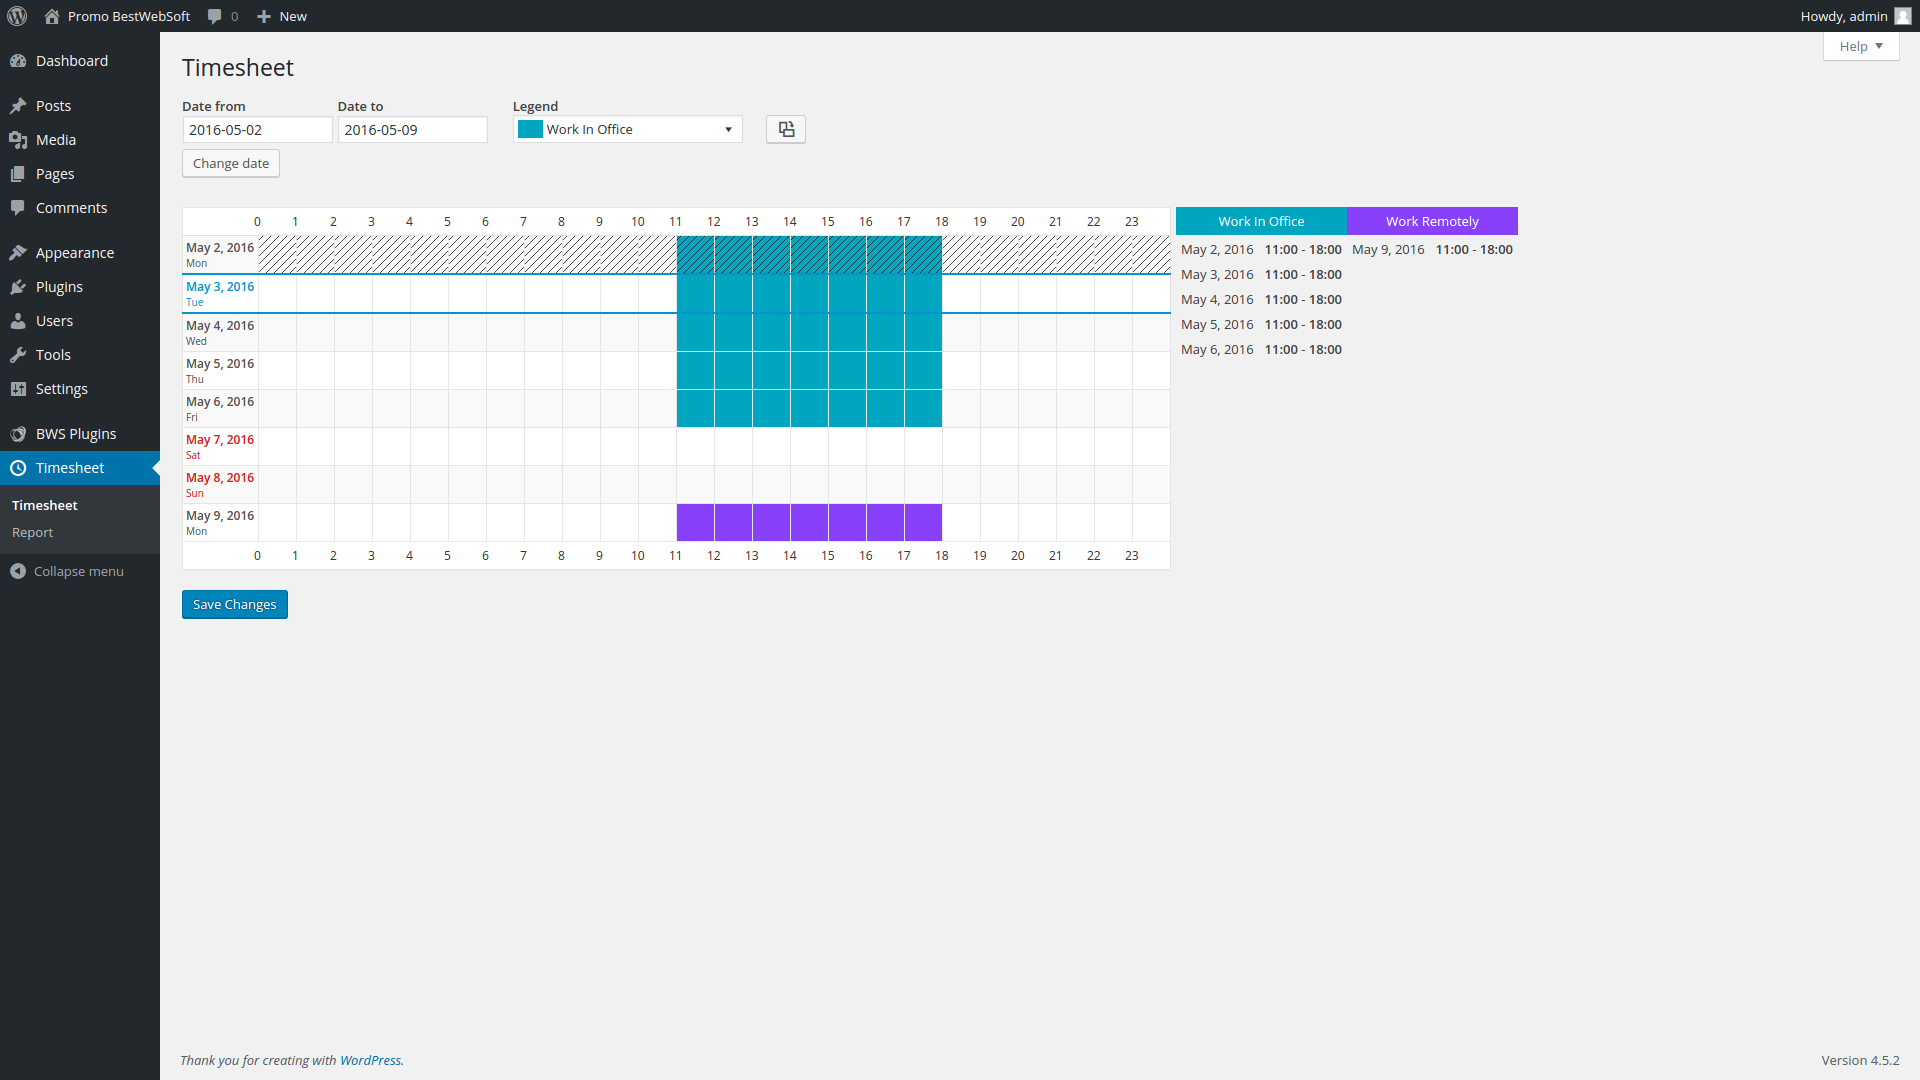 Promo BestWebSoft 0 New Howdy, admin
Help
Dashboard
Posts
Media
Pages
Comments
Appearance
Plugins
Users
Tools
Settings
BWS Plugins
Timesheet
Timesheet
Report
Collapse menu
Timesheet
Date from Date to Legend
2016-05-02 2016-05-09 Work In Office
Change date
0 1 2 3 4 5 6 7 8 9 10 11 12 13 14 15 16 17 18 19 20 21 22 23
May 2, 2016
Mon
May 3, 2016
Tue
May 4, 2016
Wed
May 5, 2016
Thu
May 6, 2016
Fri
May 7, 2016
Sat
May 8, 2016
Sun
May 9, 2016
Mon
0 1 2 3 4 5 6 7 8 9 10 11 12 13 14 15 16 17 18 19 20 21 22 23
Work In Office Work Remotely
May 2, 2016 11:00 - 18:00 May 9, 2016 11:00 - 18:00
May 3, 2016 11:00 - 18:00
May 4, 2016 11:00 - 18:00
May 5, 2016 11:00 - 18:00
May 6, 2016 11:00 - 18:00
Save Changes
Thank you for creating with WordPress. Version 4.5.2